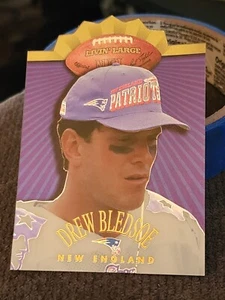 LIVIN' LARGE
PATRIOTS
DREW BLEDSOE
NEW ENGLAND